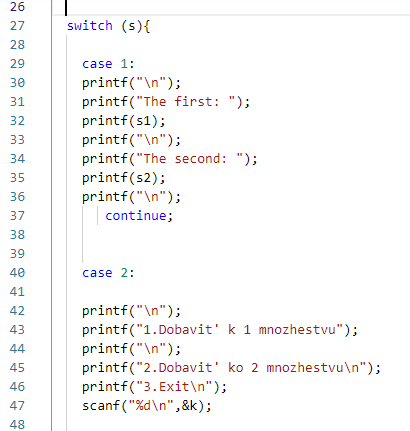 26
27 switch (s){
28
29 case 1:
30 printf("\n");
31 printf("The first: ");
32 printf(s1);
33 printf("\n");
34 printf("The second: ");
35 printf(s2);
36 printf("\n");
37 continue;
38
39
40 case 2:
41
42 printf("\n");
43 printf("1.Dobavit' k 1 mnozhestvu");
44 printf("\n");
45 printf("2.Dobavit' ko 2 mnozhestvu\n");
46 printf("3.Exit\n");
47 scanf("%d\n",&k);
48